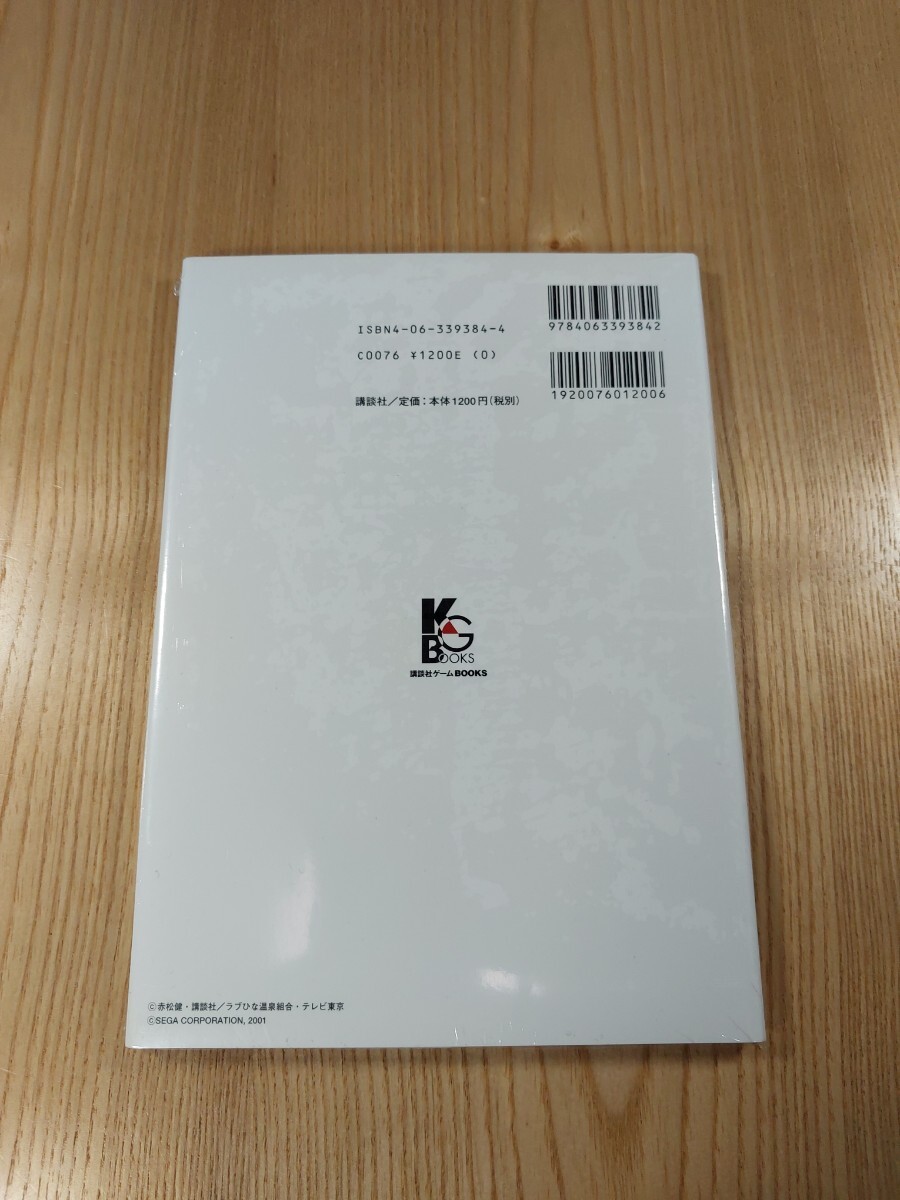 9784063393842
ISBN4-06-339384-4
C0076 ¥1200E (0)
1920076012006
講談社／定価：本体1200円(税別)
KG
BOOKS
講談社ゲームBOOKS
©赤松健・講談社／ラブひな温泉組合・テレビ東京
©SEGA CORPORATION, 2001